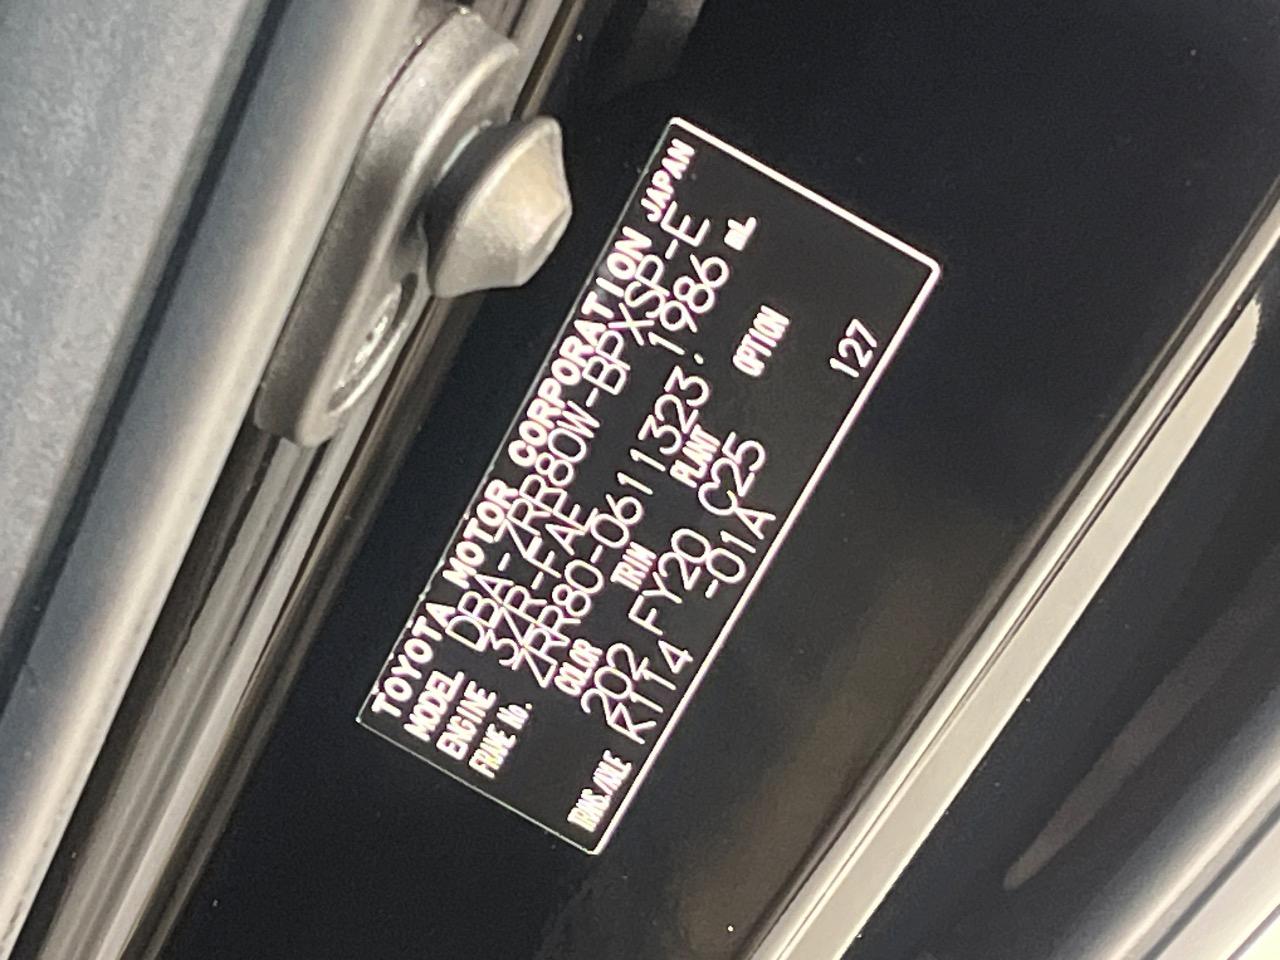 TOYOTA MOTOR CORPORATION JAPAN
MODEL DBA-ZRR80W-BPXSP-E
ENGINE 3ZR-FAE 1986 mL
FRAME No. ZRR80-0611323.
COLOR TRIM PLANT OPTION
202 FY20 C25
TRANS./AXLE K114 -01A 127